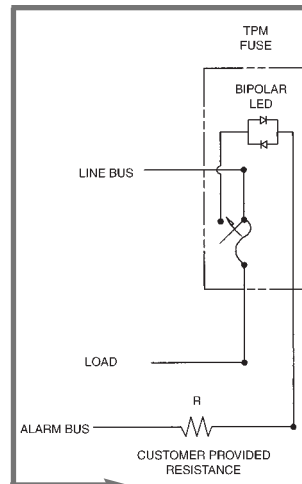 TPM
FUSE
BIPOLAR
LED
LINE BUS
LOAD
R
ALARM BUS
CUSTOMER PROVIDED
RESISTANCE